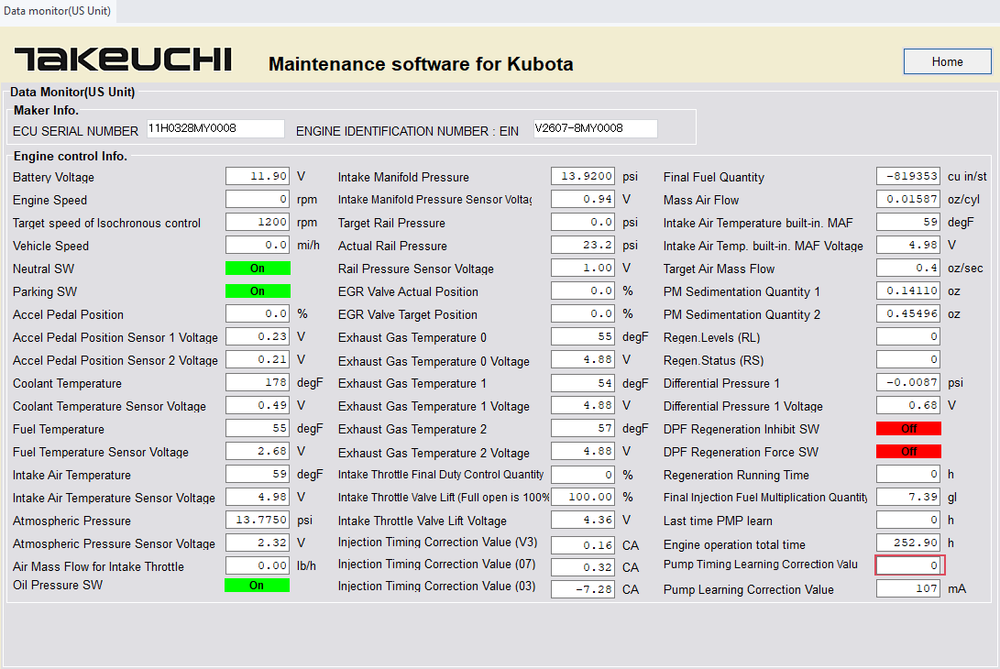 Data monitor(US Unit)
TAKEUCHI Maintenance software for Kubota Home
Data Monitor(US Unit)
Maker Info.
ECU SERIAL NUMBER 11H0328MY0008 ENGINE IDENTIFICATION NUMBER : EIN V2607-8MY0008
Engine control Info.
Battery Voltage 11.90 V Intake Manifold Pressure 13.9200 psi Final Fuel Quantity -819353 cu in/st
Engine Speed 0 rpm Intake Manifold Pressure Sensor Voltag 0.94 V Mass Air Flow 0.01587 oz/cyl
Target speed of Isochronous control 1200 rpm Target Rail Pressure 0.0 psi Intake Air Temperature built-in. MAF 59 degF
Vehicle Speed 0.0 mi/h Actual Rail Pressure 23.2 psi Intake Air Temp. built-in. MAF Voltage 4.98 V
Neutral SW On Rail Pressure Sensor Voltage 1.00 V Target Air Mass Flow 0.4 oz/sec
Parking SW On EGR Valve Actual Position 0.0 % PM Sedimentation Quantity 1 0.14110 oz
Accel Pedal Position 0.0 % EGR Valve Target Position 0.0 % PM Sedimentation Quantity 2 0.45496 oz
Accel Pedal Position Sensor 1 Voltage 0.23 V Exhaust Gas Temperature 0 55 degF Regen.Levels (RL) 0
Accel Pedal Position Sensor 2 Voltage 0.21 V Exhaust Gas Temperature 0 Voltage 4.88 V Regen.Status (RS) 0
Coolant Temperature 178 degF Exhaust Gas Temperature 1 54 degF Differential Pressure 1 -0.0087 psi
Coolant Temperature Sensor Voltage 0.49 V Exhaust Gas Temperature 1 Voltage 4.88 V Differential Pressure 1 Voltage 0.68 V
Fuel Temperature 55 degF Exhaust Gas Temperature 2 57 degF DPF Regeneration Inhibit SW Off
Fuel Temperature Sensor Voltage 2.68 V Exhaust Gas Temperature 2 Voltage 4.88 V DPF Regeneration Force SW Off
Intake Air Temperature 59 degF Intake Throttle Final Duty Control Quantity 0 % Regeneration Running Time 0 h
Intake Air Temperature Sensor Voltage 4.98 V Intake Throttle Valve Lift (Full open is 100% 100.00 % Final Injection Fuel Multiplication Quantity 7.39 gl
Atmospheric Pressure 13.7750 psi Intake Throttle Valve Lift Voltage 4.36 V Last time PMP learn 0 h
Atmospheric Pressure Sensor Voltage 2.32 V Injection Timing Correction Value (V3) 0.16 CA Engine operation total time 252.90 h
Air Mass Flow for Intake Throttle 0.00 lb/h Injection Timing Correction Value (07) 0.32 CA Pump Timing Learning Correction Valu 0
Oil Pressure SW On Injection Timing Correction Value (03) -7.28 CA Pump Learning Correction Value 107 mA